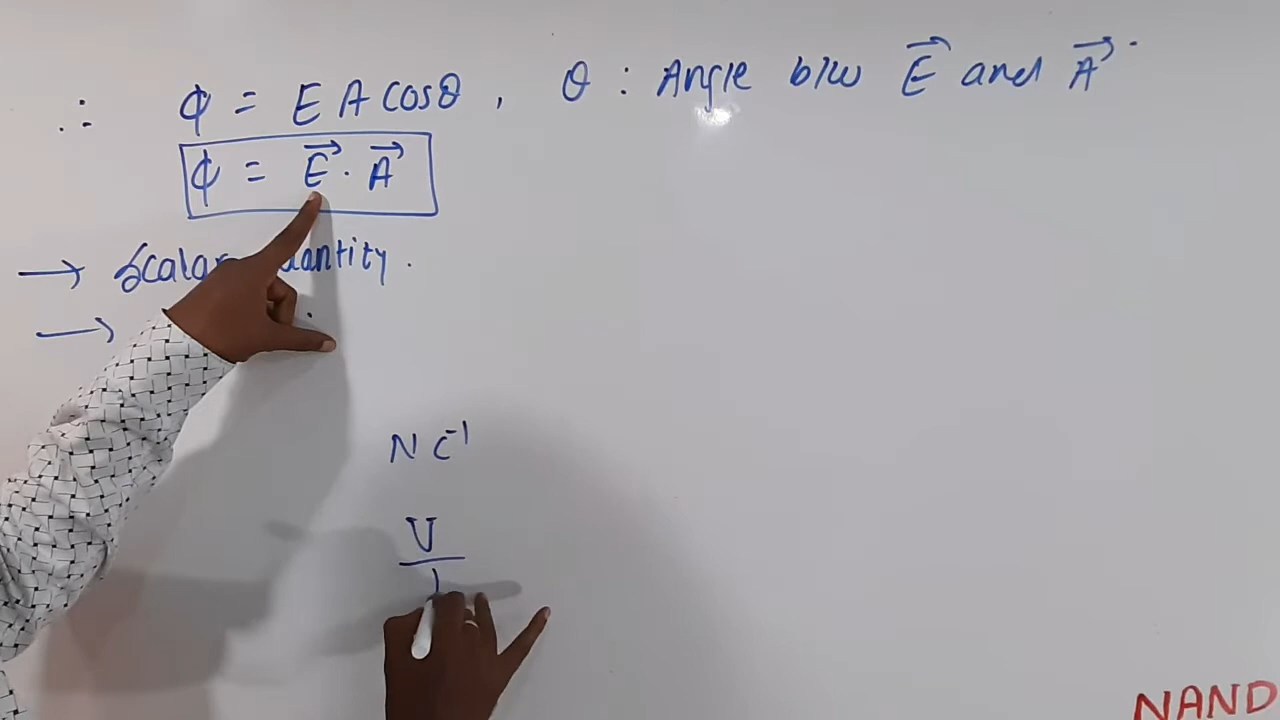 ∴ ϕ = E A cosθ , θ : Angle b/w E⃗ and A⃗.
ϕ = E⃗ · A⃗
→ Scalar quantity.
→
N C⁻¹
V
NAND